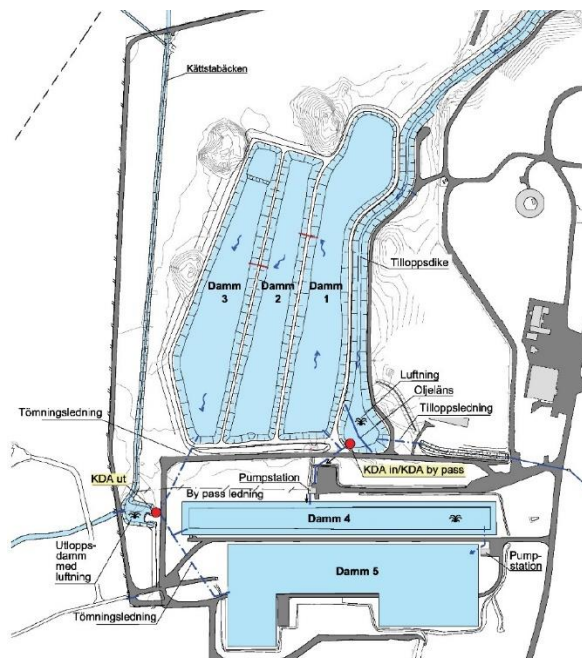 Kättstabäcken
Tilloppsdike
Damm
3
Damm
2
Damm
1
Luftning
Oljeläns
Tilloppsledning
Tömningsledning
KDA in/KDA by pass
KDA ut
Pumpstation
By pass ledning
Damm 4
Utlopps-
damm
med
luftning
Damm 5
Pump-
station
Tömningsledning